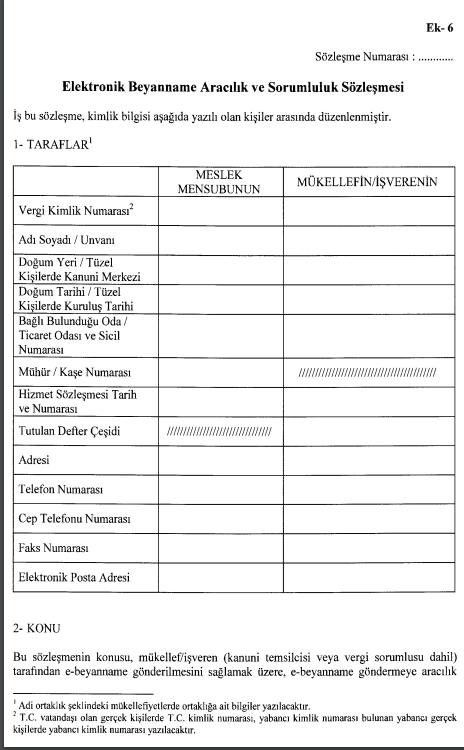 Ek- 6
Sözleşme Numarası : ............
Elektronik Beyanname Aracılık ve Sorumluluk Sözleşmesi
İş bu sözleşme, kimlik bilgisi aşağıda yazılı olan kişiler arasında düzenlenmiştir.
1- TARAFLAR¹
MESLEK
MENSUBUNUN
MÜKELLEFİN/İŞVERENİN
Vergi Kimlik Numarası²
Adı Soyadı / Unvanı
Doğum Yeri / Tüzel
Kişilerde Kanuni Merkezi
Doğum Tarihi / Tüzel
Kişilerde Kuruluş Tarihi
Bağlı Bulunduğu Oda /
Ticaret Odası ve Sicil
Numarası
Mühür / Kaşe Numarası
////////////////////////////////////////
Hizmet Sözleşmesi Tarih
ve Numarası
Tutulan Defter Çeşidi
//////////////////////////////
Adresi
Telefon Numarası
Cep Telefonu Numarası
Faks Numarası
Elektronik Posta Adresi
2- KONU
Bu sözleşmenin konusu, mükellef/işveren (kanuni temsilcisi veya vergi sorumlusu dahil)
tarafından e-beyanname gönderilmesini sağlamak üzere, e-beyanname göndermeye aracılık
¹ Adi ortaklık şeklindeki mükellefiyetlerde ortaklığa ait bilgiler yazılacaktır.
² T.C. vatandaşı olan gerçek kişilerde T.C. kimlik numarası, yabancı kimlik numarası bulunan yabancı gerçek
kişilerde yabancı kimlik numarası yazılacaktır.